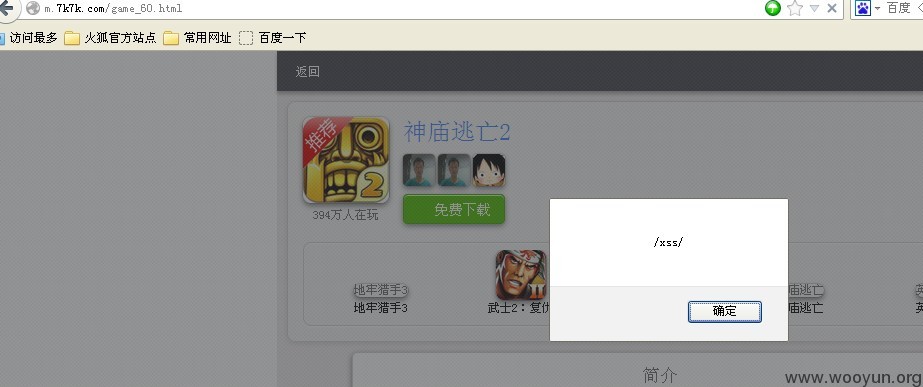 m.7k7k.com/game_60.html
百度
访问最多 火狐官方站点 常用网址 百度一下
返回
推荐
神庙逃亡2
2
免费下载
394万人在玩
/xss/
地牢猎手3 庙逃亡
地牢猎手3 武士2：复仇 庙逃亡
确定
简介
www.wooyun.org